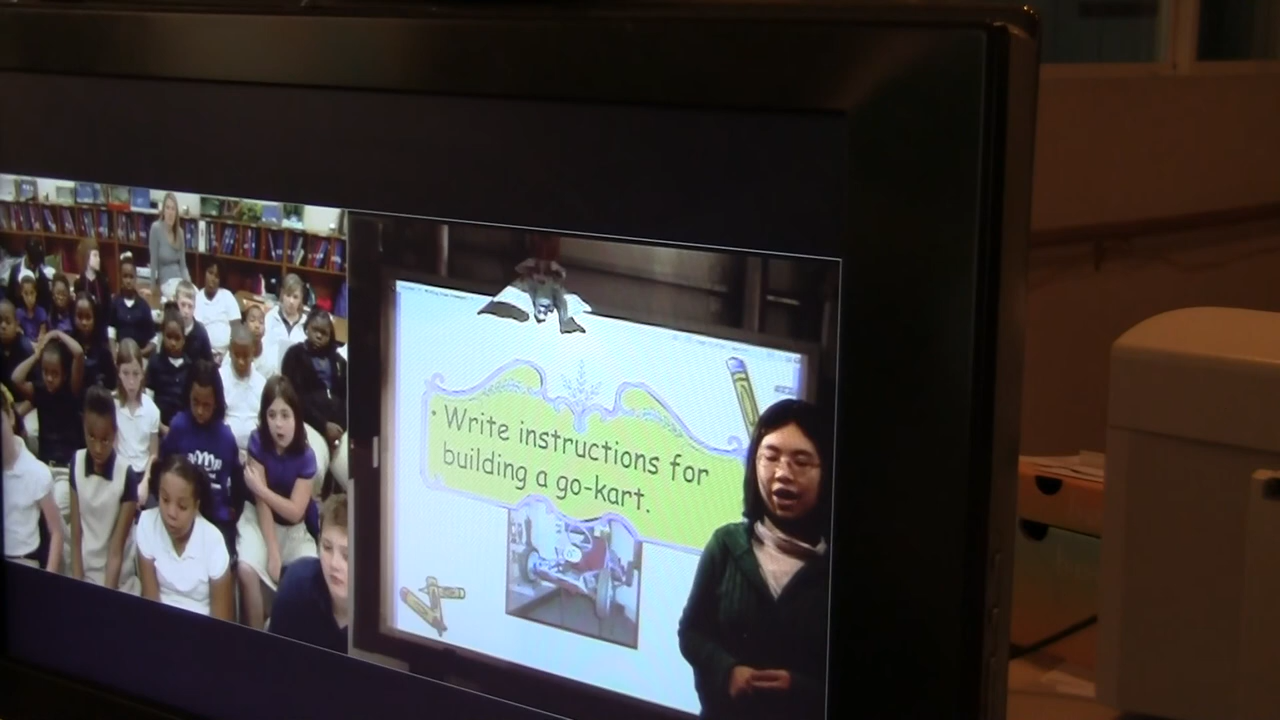 • Write instructions for
building a go-kart.